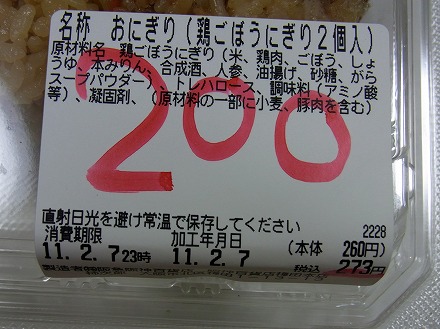 名称 おにぎり(鶏ごぼうにぎり2個入)
原材料名 鶏ごぼうにぎり(米、鶏肉、ごぼう、しょ
うゆ、本みりん、合成酒、人参、油揚げ、砂糖、がら
スープパウダー)、トレハロース、調味料(アミノ酸
等)、凝固剤、(原材料の一部に小麦、豚肉を含む)
200
直射日光を避け常温で保存してください
2228
消費期限 加工年月日 (本体 260円)
11.2.7 23時 11.2.7 税込 273円